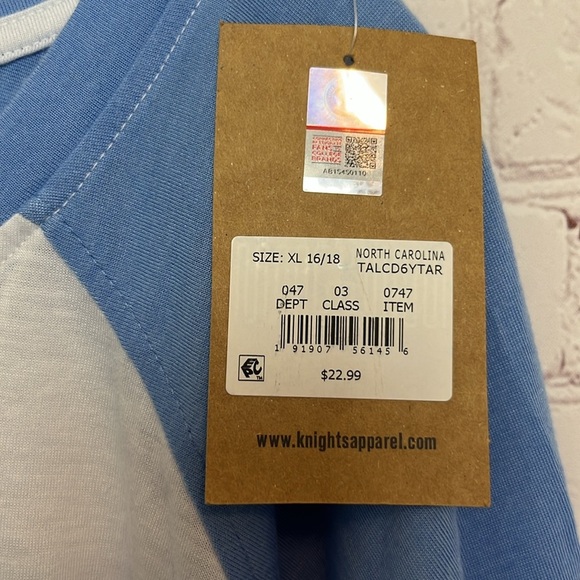 AB15450110
SIZE: XL 16/18
NORTH CAROLINA
TALCD6YTAR
047 03 0747
DEPT CLASS ITEM
1 91907 56145 6
$22.99
www.knightsapparel.com